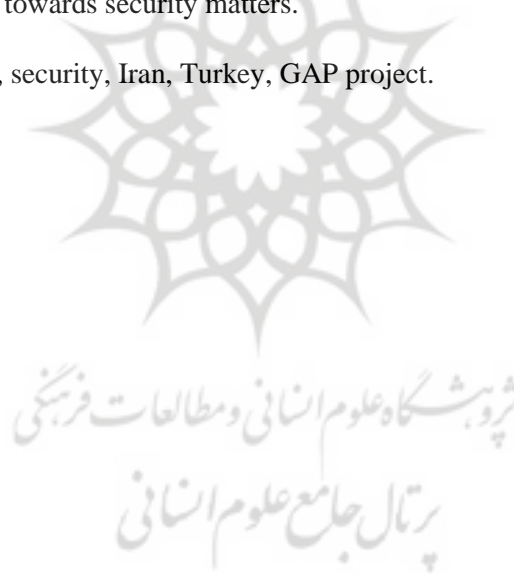 towards security matters.
, security, Iran, Turkey, GAP project.
پژوهشگاه علوم انسانی و مطالعات فرهنگی
پرتال جامع علوم انسانی